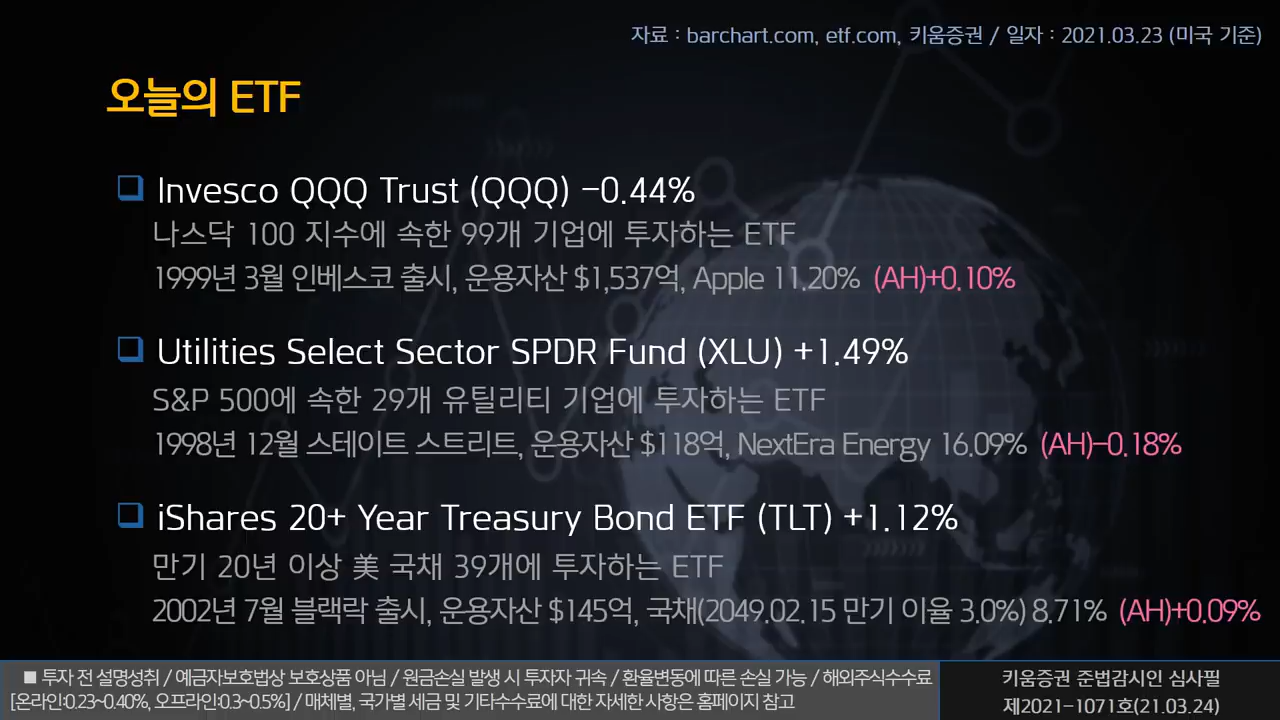 자료 : barchart.com, etf.com, 키움증권 / 일자 : 2021.03.23 (미국 기준)
오늘의 ETF
❑ Invesco QQQ Trust (QQQ) -0.44%
나스닥 100 지수에 속한 99개 기업에 투자하는 ETF
1999년 3월 인베스코 출시, 운용자산 $1,537억, Apple 11.20% (AH)+0.10%
❑ Utilities Select Sector SPDR Fund (XLU) +1.49%
S&P 500에 속한 29개 유틸리티 기업에 투자하는 ETF
1998년 12월 스테이트 스트리트, 운용자산 $118억, NextEra Energy 16.09% (AH)-0.18%
❑ iShares 20+ Year Treasury Bond ETF (TLT) +1.12%
만기 20년 이상 美 국채 39개에 투자하는 ETF
2002년 7월 블랙락 출시, 운용자산 $145억, 국채(2049.02.15 만기 이율 3.0%) 8.71% (AH)+0.09%
■ 투자 전 설명성취 / 예금자보호법상 보호상품 아님 / 원금손실 발생 시 투자자 귀속 / 환율변동에 따른 손실 가능 / 해외주식수수료
[온라인:0.23~0.40%, 오프라인:0.3~0.5%] / 매체별, 국가별 세금 및 기타수수료에 대한 자세한 사항은 홈페이지 참고
키움증권 준법감시인 심사필
제2021-1071호(21.03.24)